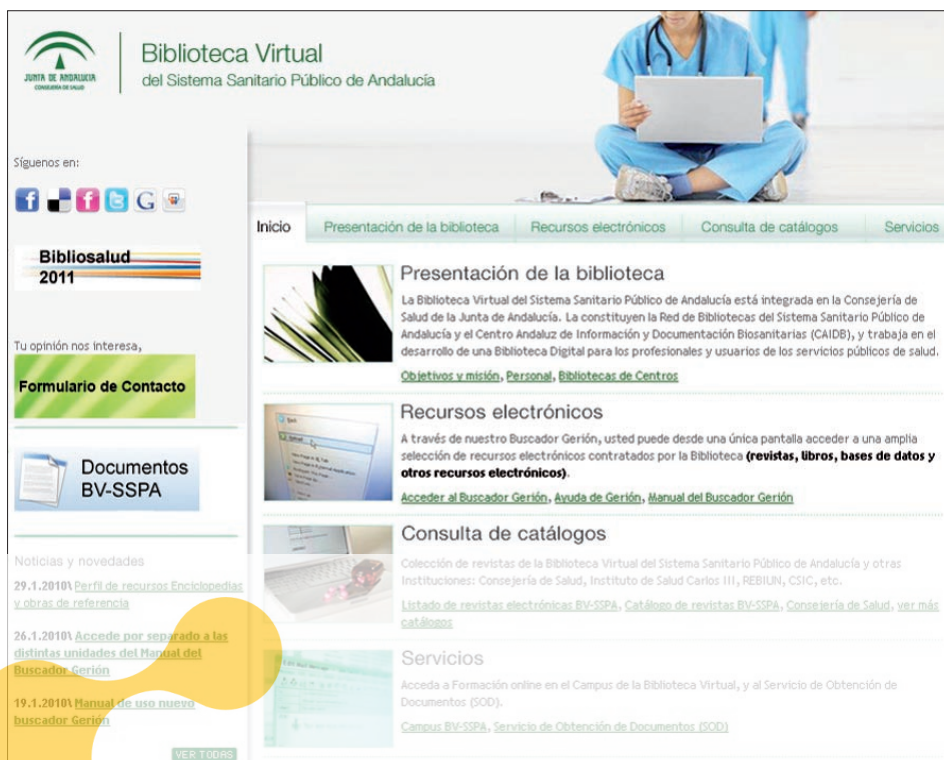 JUNTA DE ANDALUCIA
CONSEJERÍA DE SALUD
Biblioteca Virtual
del Sistema Sanitario Público de Andalucía
Síguenos en:
Bibliosalud
2011
Tu opinión nos interesa,
Formulario de Contacto
Documentos
BV-SSPA
Noticias y novedades
29.1.2010\ Perfil de recursos Enciclopedias
y obras de referencia
26.1.2010\ Accede por separado a las
distintas unidades del Manual del
Buscador Gerión
19.1.2010\ Manual de uso nuevo
buscador Gerión
VER TODAS
Inicio Presentación de la biblioteca Recursos electrónicos Consulta de catálogos Servicios
Presentación de la biblioteca
La Biblioteca Virtual del Sistema Sanitario Público de Andalucía está integrada en la Consejería de
Salud de la Junta de Andalucía. La constituyen la Red de Bibliotecas del Sistema Sanitario Público de
Andalucía y el Centro Andaluz de Información y Documentación Biosanitarias (CAIDB), y trabaja en el
desarrollo de una Biblioteca Digital para los profesionales y usuarios de los servicios públicos de salud.
Objetivos y misión, Personal, Bibliotecas de Centros
Recursos electrónicos
A través de nuestro Buscador Gerión, usted puede desde una única pantalla acceder a una amplia
selección de recursos electrónicos contratados por la Biblioteca (revistas, libros, bases de datos y
otros recursos electrónicos).
Acceder al Buscador Gerión, Ayuda de Gerión, Manual del Buscador Gerión
Consulta de catálogos
Colección de revistas de la Biblioteca Virtual del Sistema Sanitario Público de Andalucía y otras
Instituciones: Consejería de Salud, Instituto de Salud Carlos III, REBIUN, CSIC, etc.
Listado de revistas electrónicas BV-SSPA, Catálogo de revistas BV-SSPA, Consejería de Salud, ver más
catálogos
Servicios
Acceda a Formación online en el Campus de la Biblioteca Virtual, y al Servicio de Obtención de
Documentos (SOD).
Campus BV-SSPA, Servicio de Obtención de Documentos (SOD)